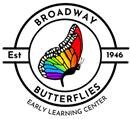 BROADWAY
Est 1946
BUTTERFLIES
EARLY LEARNING CENTER